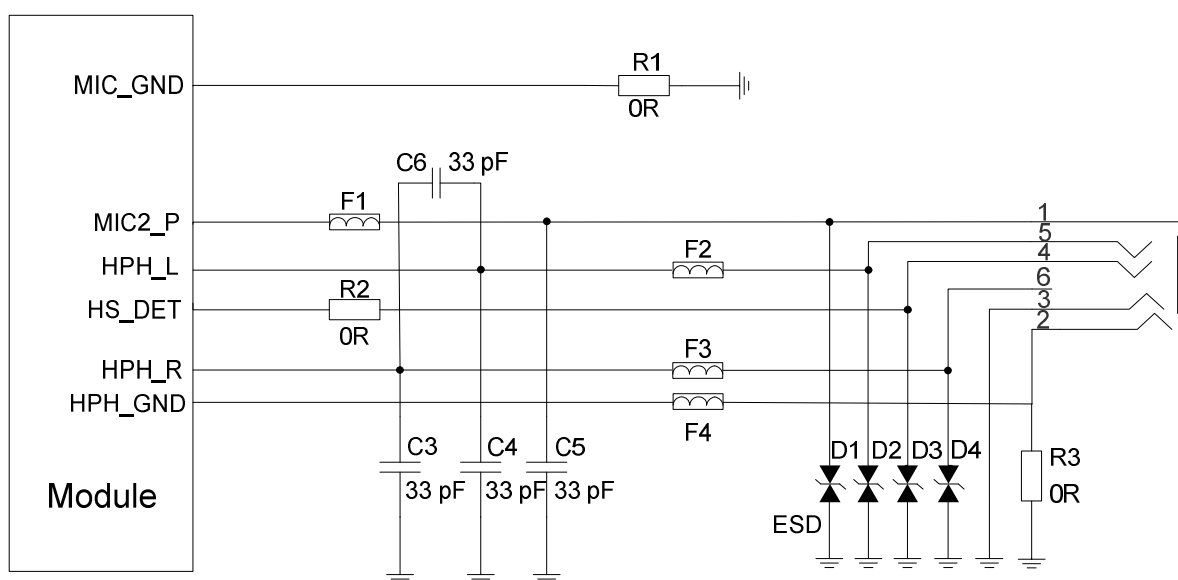 R1
MIC_GND
0R
C6 33 pF
F1
1
MIC2_P
5
F2
4
HPH_L
R2
6
HS_DET
3
0R
2
F3
HPH_R
HPH_GND
F4
C3 C4 C5
D1 D2 D3 D4
R3
33 pF 33 pF 33 pF
0R
Module
ESD